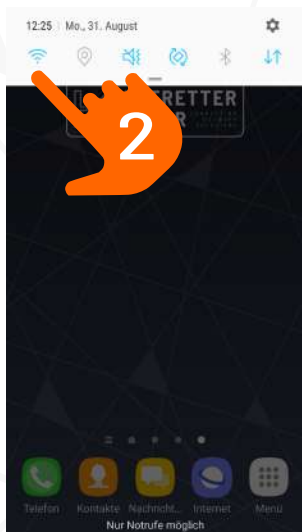 12:25 Mo., 31. August
RETTER
R
2
Telefon Kontakte Nachricht... Internet Menü
Nur Notrufe möglich